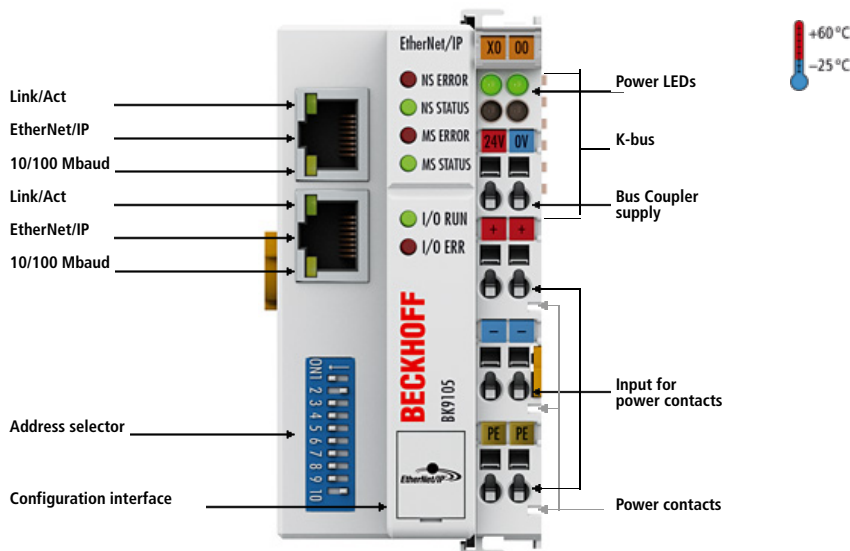 Link/Act
EtherNet/IP
10/100 Mbaud
Link/Act
EtherNet/IP
10/100 Mbaud
Address selector
Configuration interface
EtherNet/IP
NS ERROR
NS STATUS
MS ERROR
MS STATUS
I/O RUN
I/O ERR
BECKHOFF
BK9105
EtherNet/IP
ON
1
2
3
4
5
6
7
8
9
10
X0 00
24V 0V
+ +
− −
PE PE
Power LEDs
K-bus
Bus Coupler
supply
Input for
power contacts
Power contacts
+60°C
−25°C